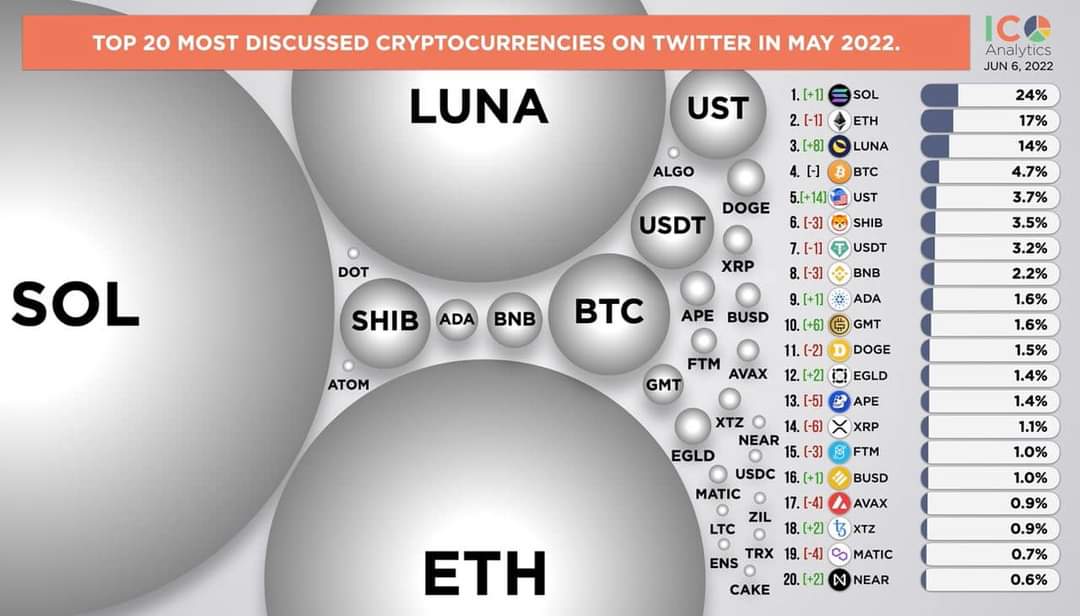 TOP 20 MOST DISCUSSED CRYPTOCURRENCIES ON TWITTER IN MAY 2022.
ICO
Analytics
JUN 6, 2022
SOL
LUNA
UST
ALGO
DOGE
USDT
XRP
DOT
SHIB
ADA
BNB
BTC
APE
BUSD
FTM
AVAX
ATOM
GMT
XTZ
NEAR
EGLD
USDC
MATIC
ZIL
LTC
TRX
ENS
CAKE
ETH
1. [+1] SOL 24%
2. [-1] ETH 17%
3. [+8] LUNA 14%
4. [-] BTC 4.7%
5.[+14] UST 3.7%
6. [-3] SHIB 3.5%
7. [-1] USDT 3.2%
8. [-3] BNB 2.2%
9. [+1] ADA 1.6%
10. [+6] GMT 1.6%
11. [-2] DOGE 1.5%
12. [+2] EGLD 1.4%
13. [-5] APE 1.4%
14. [-6] XRP 1.1%
15. [-3] FTM 1.0%
16. [+1] BUSD 1.0%
17. [-4] AVAX 0.9%
18. [+2] XTZ 0.9%
19. [-4] MATIC 0.7%
20. [+2] NEAR 0.6%